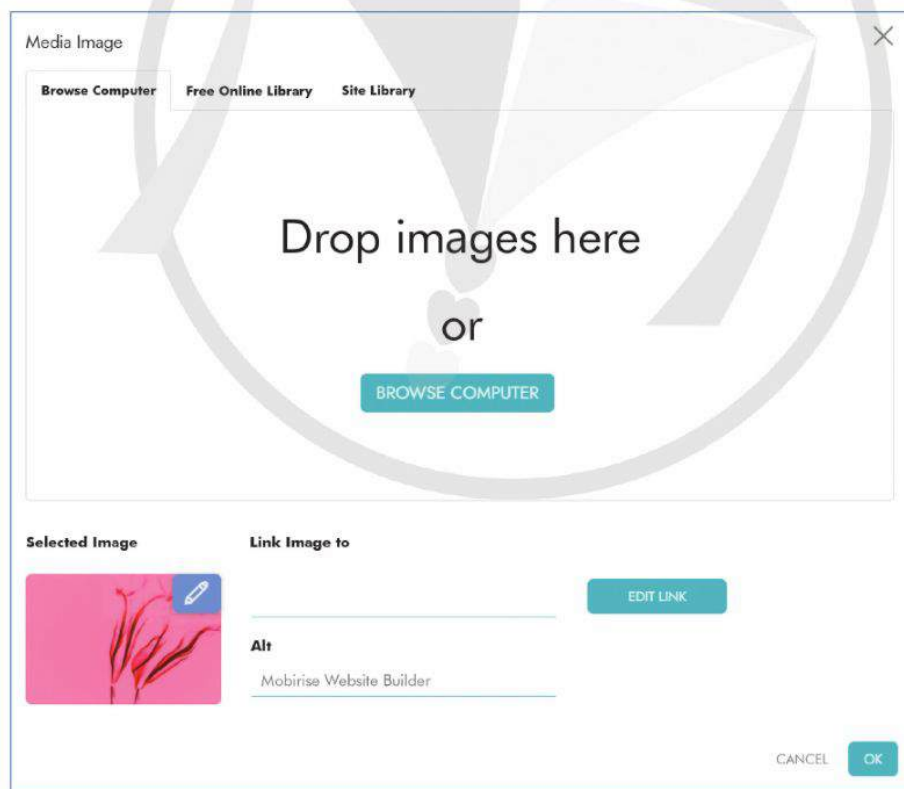 Media Image
Browse Computer Free Online Library Site Library
Drop images here
or
BROWSE COMPUTER
Selected Image Link Image to
EDIT LINK
Alt
Mobirise Website Builder
CANCEL OK